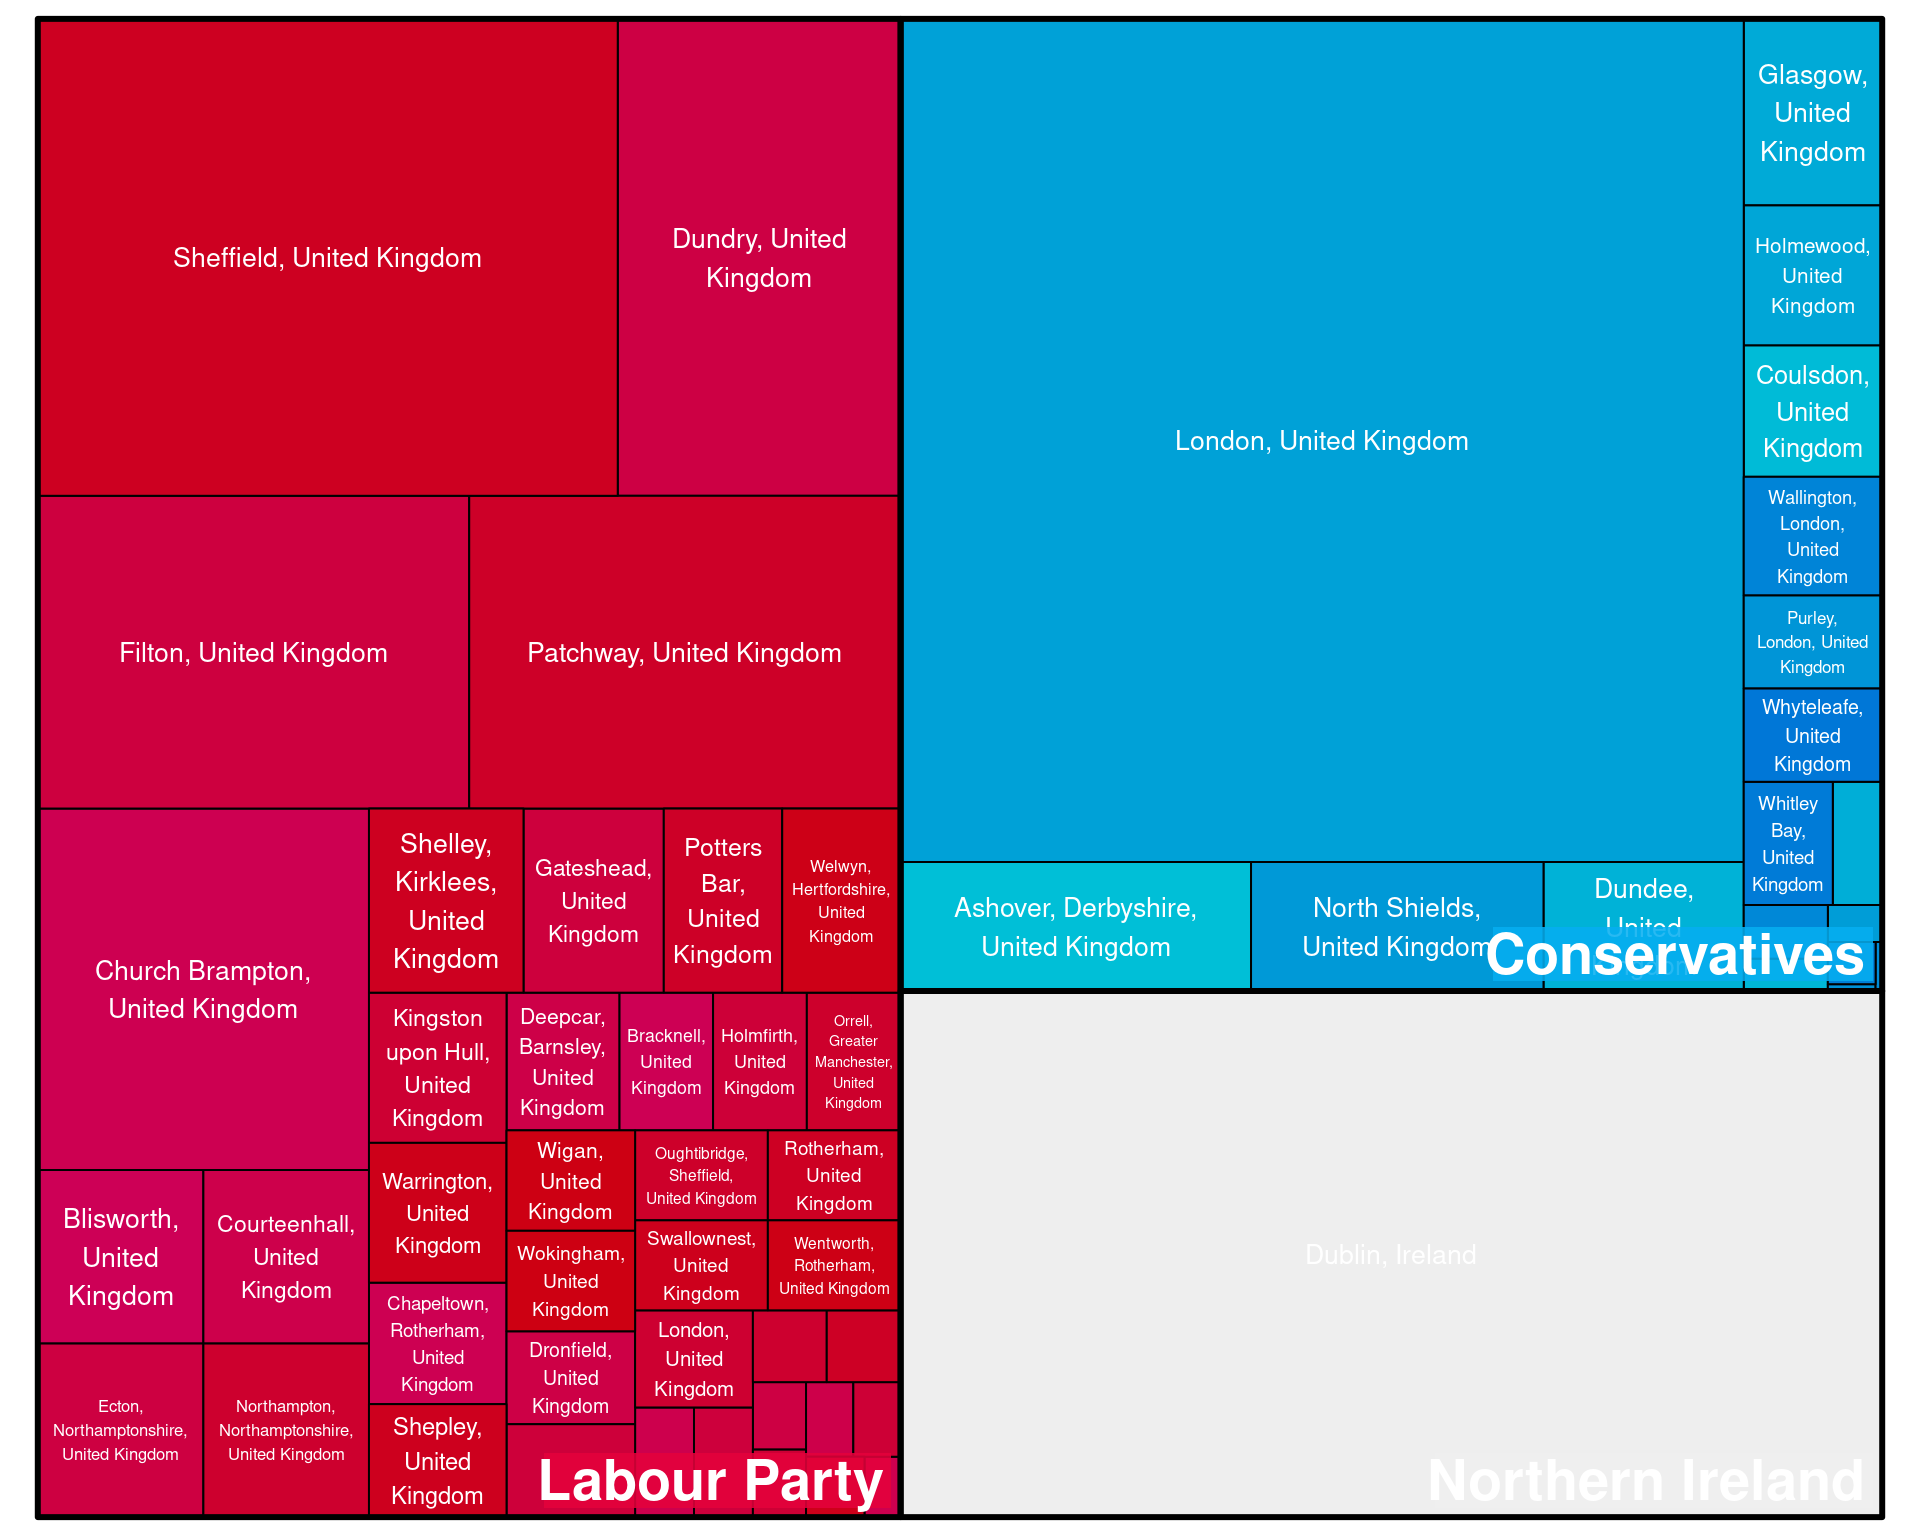 Sheffield, United Kingdom
Dundry, United
Kingdom
Filton, United Kingdom
Patchway, United Kingdom
Church Brampton,
United Kingdom
Shelley,
Kirklees,
United
Kingdom
Gateshead,
United
Kingdom
Potters
Bar,
United
Kingdom
Welwyn,
Hertfordshire,
United
Kingdom
Kingston
upon Hull,
United
Kingdom
Deepcar,
Barnsley,
United
Kingdom
Bracknell,
United
Kingdom
Holmfirth,
United
Kingdom
Orrell,
Greater
Manchester,
United
Kingdom
Blisworth,
United
Kingdom
Courteenhall,
United
Kingdom
Warrington,
United
Kingdom
Wigan,
United
Kingdom
Oughtibridge,
Sheffield,
United Kingdom
Rotherham,
United
Kingdom
Wokingham,
United
Kingdom
Swallownest,
United
Kingdom
Wentworth,
Rotherham,
United Kingdom
Chapeltown,
Rotherham,
United
Kingdom
Dronfield,
United
Kingdom
London,
United
Kingdom
Ecton,
Northamptonshire,
United Kingdom
Northampton,
Northamptonshire,
United Kingdom
Shepley,
United
Kingdom
Labour Party
London, United Kingdom
Glasgow,
United
Kingdom
Holmewood,
United
Kingdom
Coulsdon,
United
Kingdom
Wallington,
London,
United
Kingdom
Purley,
London, United
Kingdom
Whyteleafe,
United
Kingdom
Whitley
Bay,
United
Kingdom
Ashover, Derbyshire,
United Kingdom
North Shields,
United Kingdom
Dundee,
United
Conservatives
Dublin, Ireland
Northern Ireland